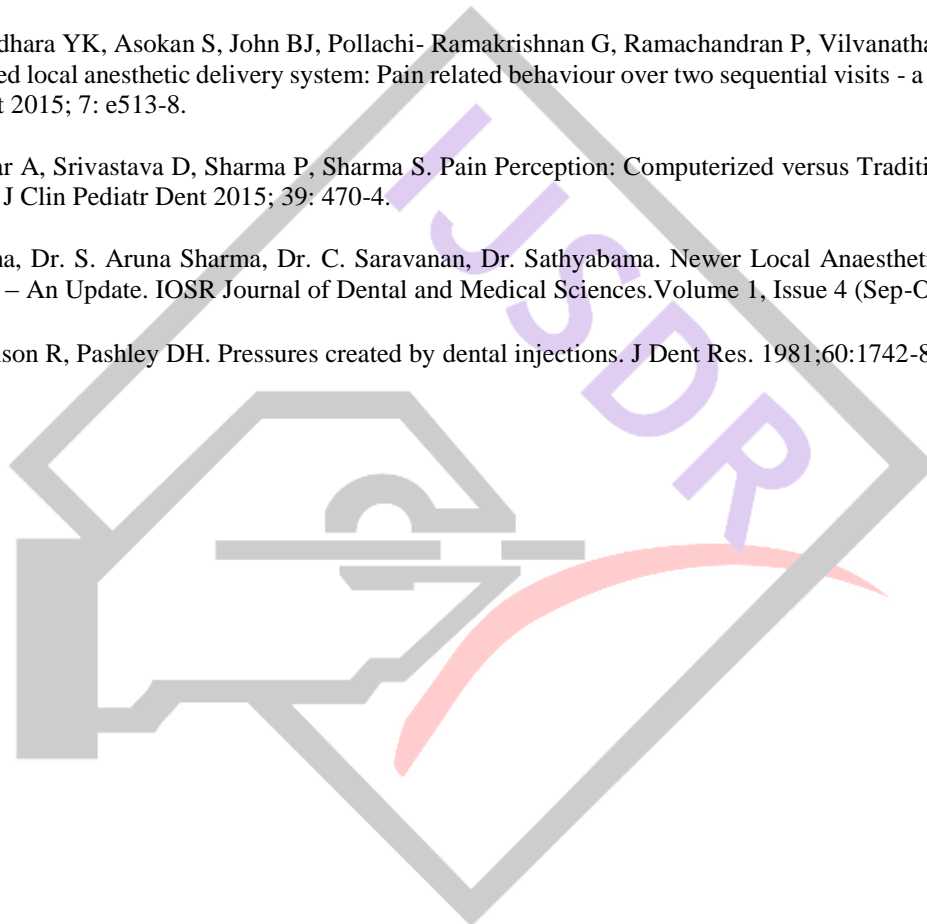 dhara YK, Asokan S, John BJ, Pollachi- Ramakrishnan G, Ramachandran P, Vilvanatha
ed local anesthetic delivery system: Pain related behaviour over two sequential visits - a
t 2015; 7: e513-8.
ar A, Srivastava D, Sharma P, Sharma S. Pain Perception: Computerized versus Traditi
J Clin Pediatr Dent 2015; 39: 470-4.
na, Dr. S. Aruna Sharma, Dr. C. Saravanan, Dr. Sathyabama. Newer Local Anaestheti
– An Update. IOSR Journal of Dental and Medical Sciences.Volume 1, Issue 4 (Sep-O
son R, Pashley DH. Pressures created by dental injections. J Dent Res. 1981;60:1742-8
IJSDR